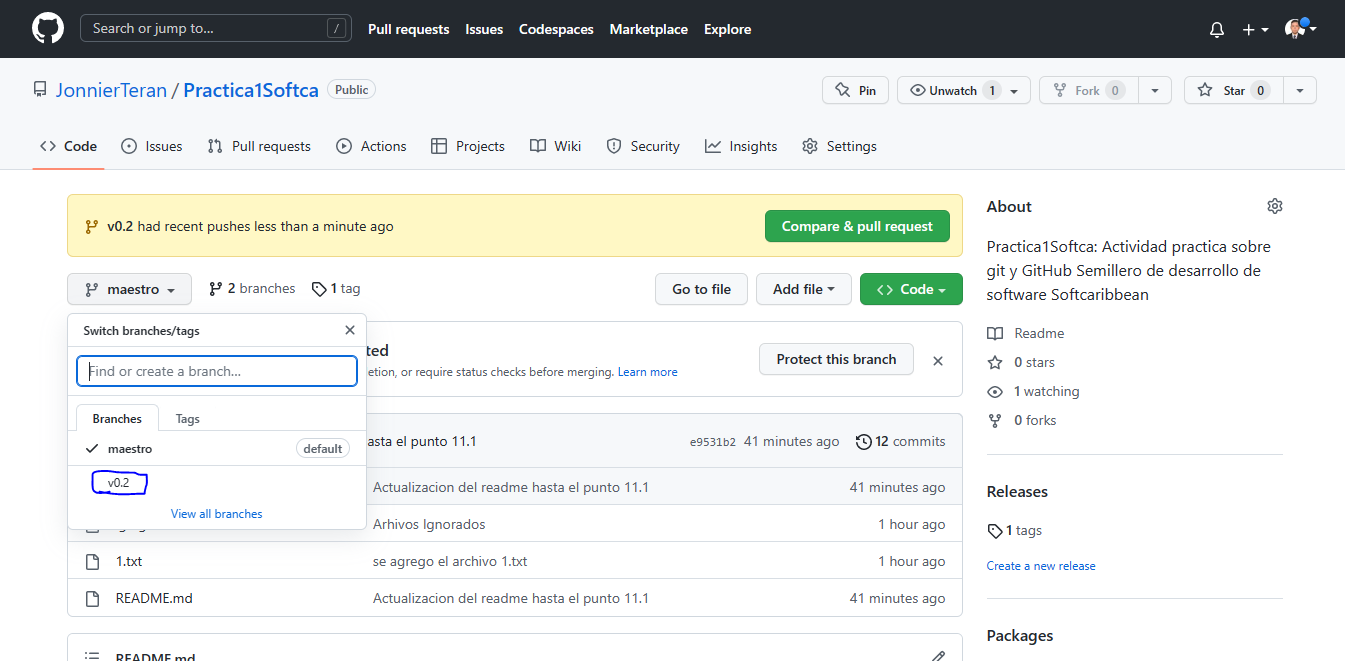 Search or jump to... /
Pull requests Issues Codespaces Marketplace Explore
JonnierTeran / Practica1Softca Public
Pin Unwatch 1 Fork 0 Star 0
Code Issues Pull requests Actions Projects Wiki Security Insights Settings
v0.2 had recent pushes less than a minute ago Compare & pull request
maestro 2 branches 1 tag Go to file Add file Code
Switch branches/tags
Find or create a branch...
Branches Tags
maestro default
v0.2
View all branches
ted
etion, or require status checks before merging. Learn more
Protect this branch
asta el punto 11.1 e9531b2 41 minutes ago 12 commits
Actualizacion del readme hasta el punto 11.1 41 minutes ago
Arhivos Ignorados 1 hour ago
1.txt se agrego el archivo 1.txt 1 hour ago
README.md Actualizacion del readme hasta el punto 11.1 41 minutes ago
README.md
About
Practica1Softca: Actividad practica sobre
git y GitHub Semillero de desarrollo de
software Softcaribbean
Readme
0 stars
1 watching
0 forks
Releases
1 tags
Create a new release
Packages